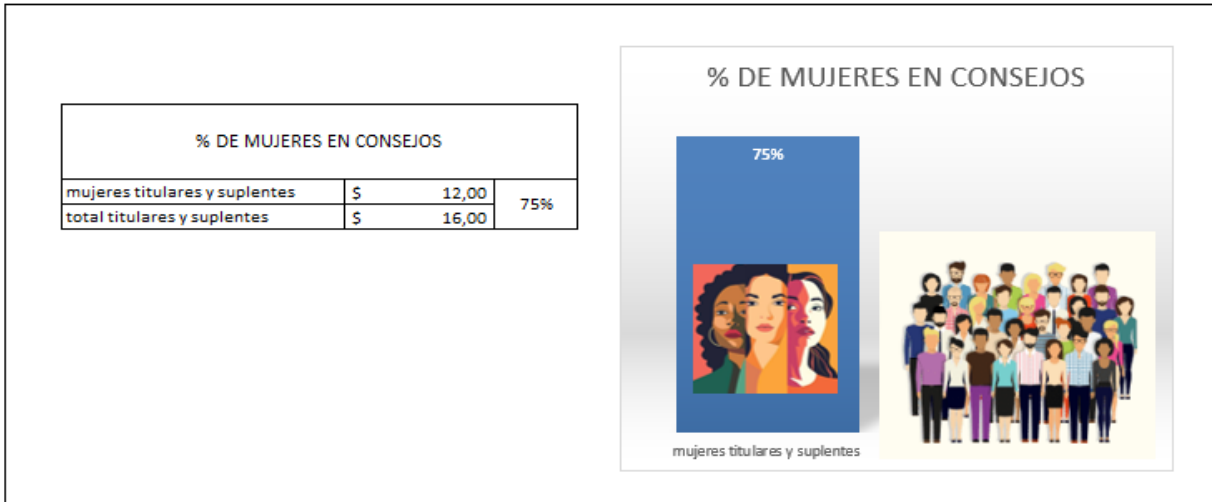 % DE MUJERES EN CONSEJOS
mujeres titulares y suplentes $ 12,00 75%
total titulares y suplentes $ 16,00
% DE MUJERES EN CONSEJOS
75%
mujeres titulares y suplentes